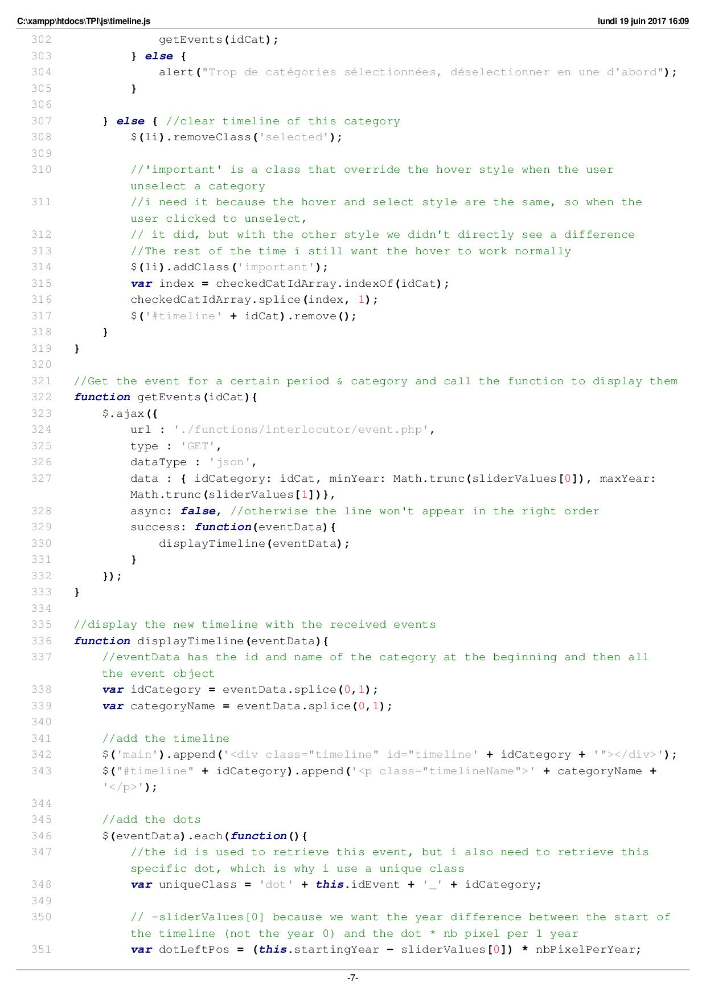 C:\xampp\htdocs\TPI\js\timeline.js lundi 19 juin 2017 16:09
302 getEvents(idCat);
303 } else {
304 alert("Trop de catégories sélectionnées, déselectionner en une d'abord");
305 }
306
307 } else { //clear timeline of this category
308 $(li).removeClass('selected');
309
310 //'important' is a class that override the hover style when the user
unselect a category
311 //i need it because the hover and select style are the same, so when the
user clicked to unselect,
312 // it did, but with the other style we didn't directly see a difference
313 //The rest of the time i still want the hover to work normally
314 $(li).addClass('important');
315 var index = checkedCatIdArray.indexOf(idCat);
316 checkedCatIdArray.splice(index, 1);
317 $('#timeline' + idCat).remove();
318 }
319 }
320
321 //Get the event for a certain period & category and call the function to display them
322 function getEvents(idCat){
323 $.ajax({
324 url : './functions/interlocutor/event.php',
325 type : 'GET',
326 dataType : 'json',
327 data : { idCategory: idCat, minYear: Math.trunc(sliderValues[0]), maxYear:
Math.trunc(sliderValues[1])},
328 async: false, //otherwise the line won't appear in the right order
329 success: function(eventData){
330 displayTimeline(eventData);
331 }
332 });
333 }
334
335 //display the new timeline with the received events
336 function displayTimeline(eventData){
337 //eventData has the id and name of the category at the beginning and then all
the event object
338 var idCategory = eventData.splice(0,1);
339 var categoryName = eventData.splice(0,1);
340
341 //add the timeline
342 $('main').append('<div class="timeline" id="timeline' + idCategory + '"></div>');
343 $("#timeline" + idCategory).append('<p class="timelineName">' + categoryName +
'</p>');
344
345 //add the dots
346 $(eventData).each(function(){
347 //the id is used to retrieve this event, but i also need to retrieve this
specific dot, which is why i use a unique class
348 var uniqueClass = 'dot' + this.idEvent + '_' + idCategory;
349
350 // -sliderValues[0] because we want the year difference between the start of
the timeline (not the year 0) and the dot * nb pixel per 1 year
351 var dotLeftPos = (this.startingYear - sliderValues[0]) * nbPixelPerYear;
-7-